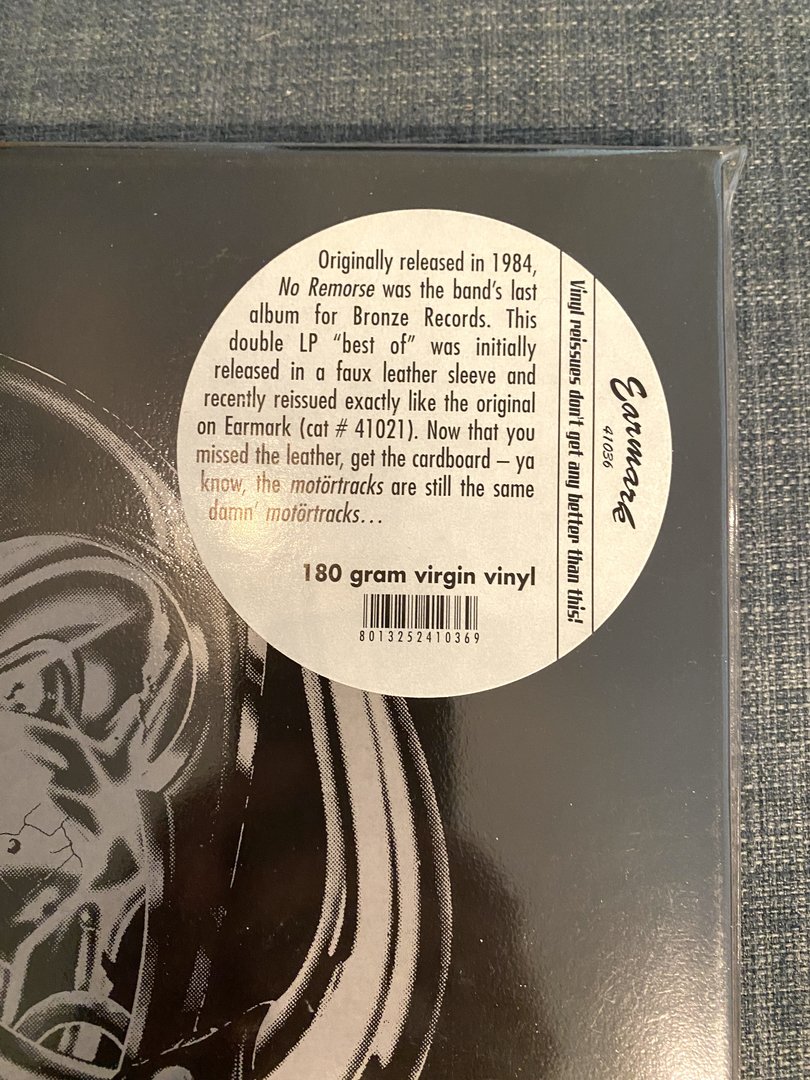 Originally released in 1984,
No Remorse was the band's last
album for Bronze Records. This
double LP “best of” was initially
released in a faux leather sleeve and
recently reissued exactly like the original
on Earmark (cat # 41021). Now that you
missed the leather, get the cardboard – ya
know, the motörtracks are still the same
damn' motörtracks...
180 gram virgin vinyl
8013252410369
Vinyl reissues don't get any better than this!
Earmark
41036